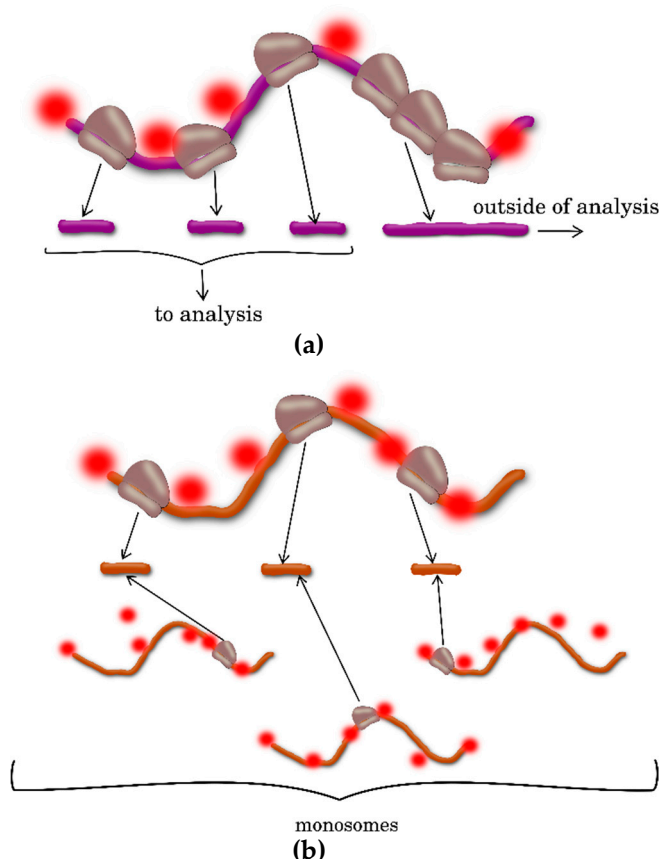 outside of analysis
to analysis
(a)
monosomes
(b)